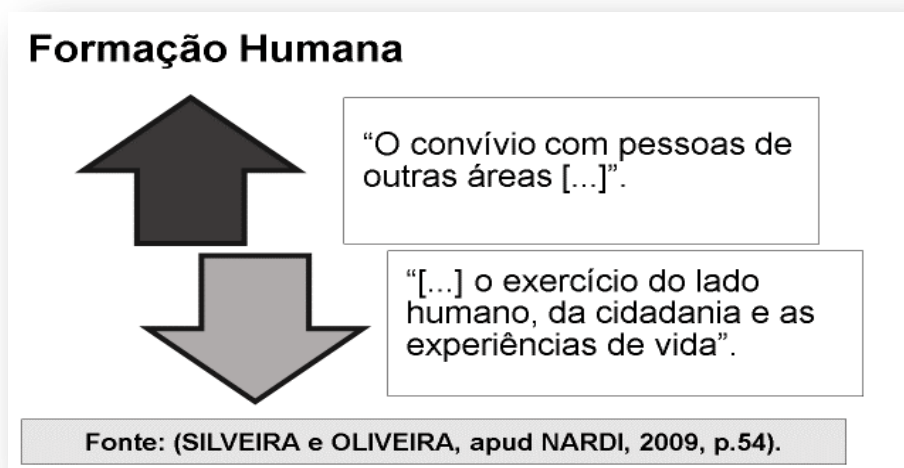 Formação Humana
“O convívio com pessoas de
outras áreas [...]”.
“[...] o exercício do lado
humano, da cidadania e as
experiências de vida”.
Fonte: (SILVEIRA e OLIVEIRA, apud NARDI, 2009, p.54).